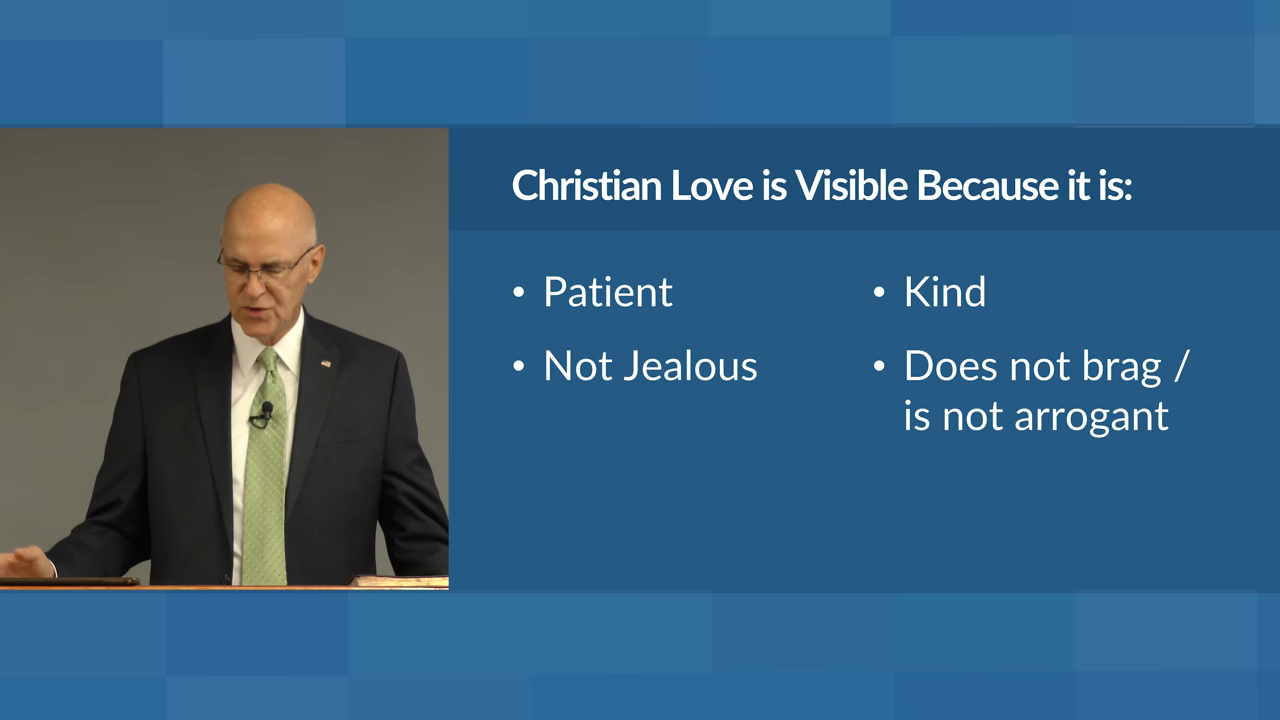 Christian Love is Visible Because it is:
• Patient
• Kind
• Not Jealous
• Does not brag /
is not arrogant